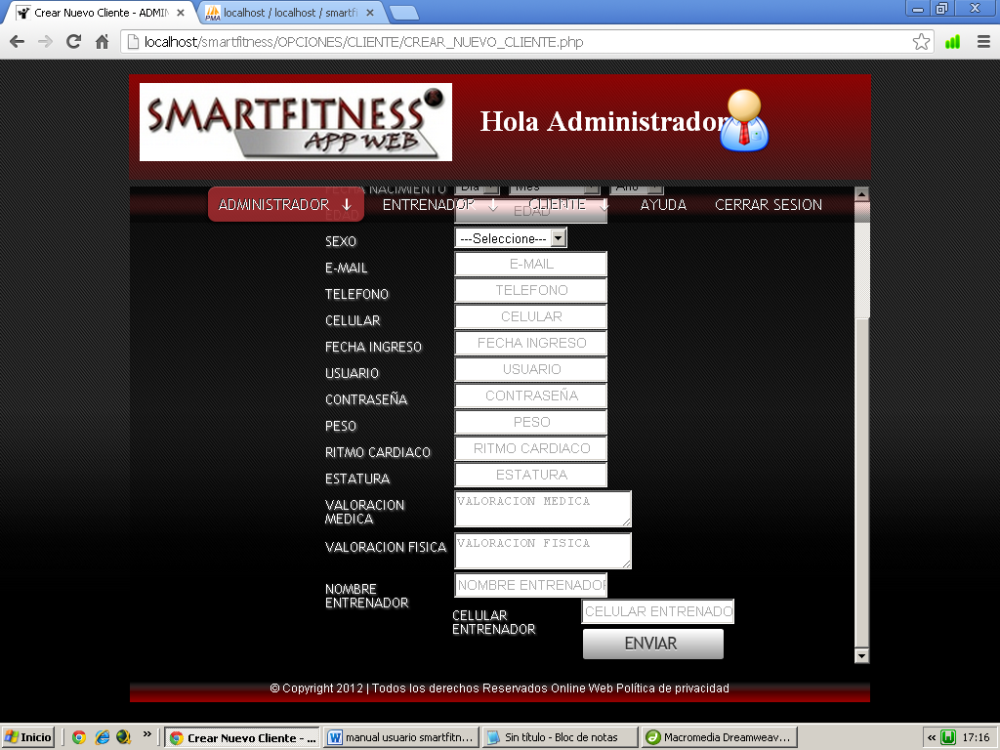 Crear Nuevo Cliente - ADMIN
localhost / localhost / smartfi
localhost/smartfitness/OPCIONES/CLIENTE/CREAR_NUEVO_CLIENTE.php
SMARTFITNESS
APP WEB
Hola Administrador
FECHA NACIMIENTO Dia Mes Año
ADMINISTRADOR ENTRENADOR CLIENTE AYUDA CERRAR SESION
EDAD EDAD
SEXO ---Seleccione---
E-MAIL E-MAIL
TELEFONO TELEFONO
CELULAR CELULAR
FECHA INGRESO FECHA INGRESO
USUARIO USUARIO
CONTRASEÑA CONTRASEÑA
PESO PESO
RITMO CARDIACO RITMO CARDIACO
ESTATURA ESTATURA
VALORACION
MEDICA
VALORACION MEDICA
VALORACION FISICA VALORACION FISICA
NOMBRE
ENTRENADOR
NOMBRE ENTRENADOR
CELULAR
ENTRENADOR
CELULAR ENTRENADO
ENVIAR
© Copyright 2012 | Todos los derechos Reservados Online Web Política de privacidad
Inicio » Crear Nuevo Cliente - ... manual usuario smartfitn... Sin título - Bloc de notas Macromedia Dreamweav... « 17:16